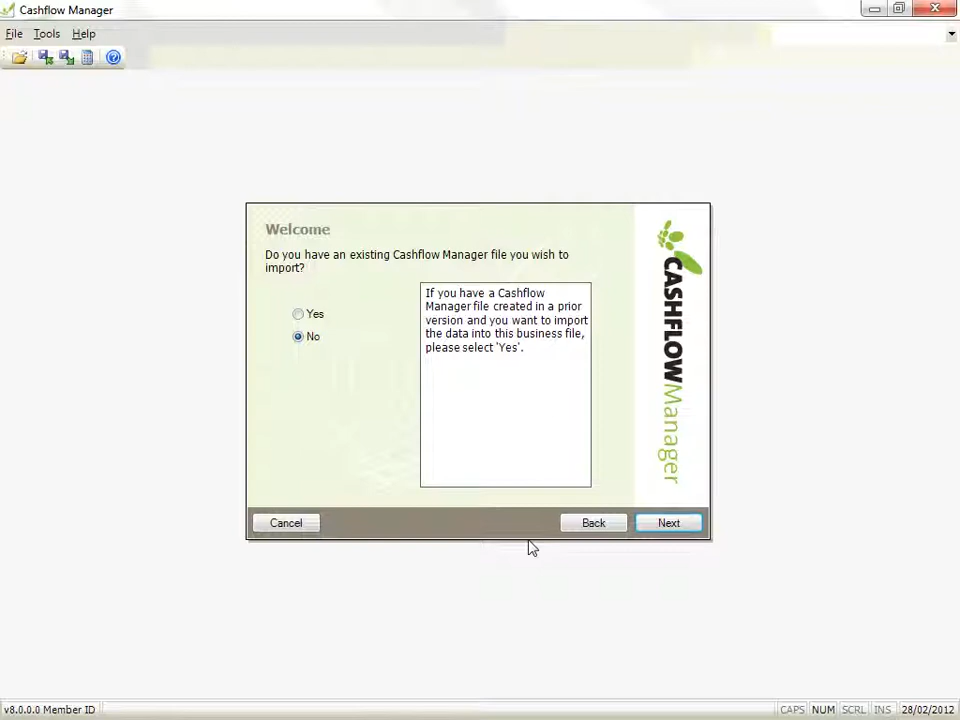 Cashflow Manager
File Tools Help
Welcome
Do you have an existing Cashflow Manager file you wish to
import?
Yes
No
If you have a Cashflow
Manager file created in a prior
version and you want to import
the data into this business file,
please select 'Yes'.
CASHFLOWManager
Cancel Back Next
v8.0.0.0 Member ID CAPS NUM SCRL INS 28/02/2012